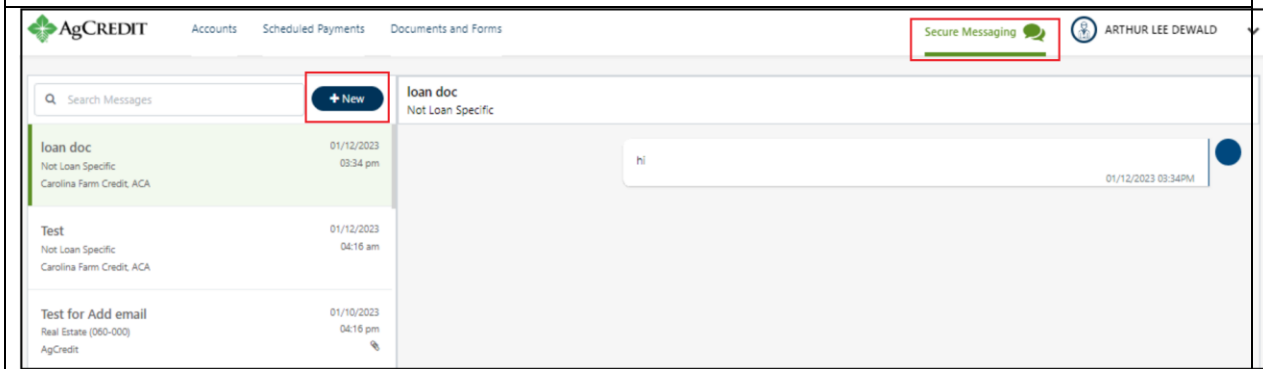 AgCREDIT Accounts Scheduled Payments Documents and Forms Secure Messaging ARTHUR LEE DEWALD
Search Messages + New
loan doc
Not Loan Specific
loan doc 01/12/2023
Not Loan Specific 03:34 pm
Carolina Farm Credit, ACA
hi
01/12/2023 03:34PM
Test 01/12/2023
Not Loan Specific 04:16 am
Carolina Farm Credit, ACA
Test for Add email 01/10/2023
Real Estate (060-000) 04:16 pm
AgCredit